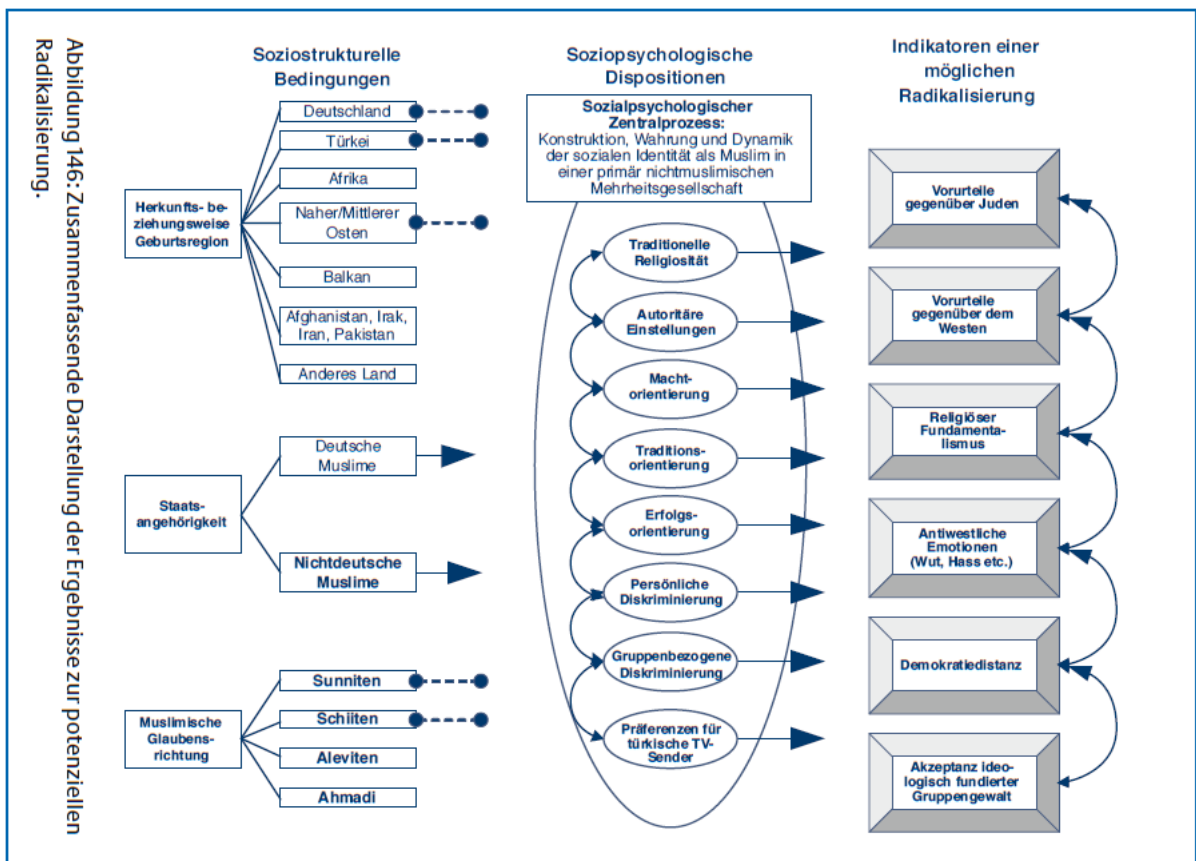 Abbildung 146: Zusammenfassende Darstellung der Ergebnisse zur potenziellen
Radikalisierung.
Soziostrukturelle
Bedingungen
Herkunfts- be-
ziehungsweise
Geburtsregion
Deutschland
Türkei
Afrika
Naher/Mittlerer
Osten
Balkan
Afghanistan, Irak,
Iran, Pakistan
Anderes Land
Staats-
angehörigkeit
Deutsche
Muslime
Nichtdeutsche
Muslime
Muslimische
Glaubens-
richtung
Sunniten
Schiiten
Aleviten
Ahmadi
Soziopsychologische
Dispositionen
Sozialpsychologischer
Zentralprozess:
Konstruktion, Wahrung und Dynamik
der sozialen Identität als Muslim in
einer primär nichtmuslimischen
Mehrheitsgesellschaft
Traditionelle
Religiosität
Autoritäre
Einstellungen
Macht-
orientierung
Traditions-
orientierung
Erfolgs-
orientierung
Persönliche
Diskriminierung
Gruppenbezogene
Diskriminierung
Präferenzen für
türkische TV-
Sender
Indikatoren einer
möglichen
Radikalisierung
Vorurteile
gegenüber Juden
Vorurteile
gegenüber dem
Westen
Religiöser
Fundamenta-
lismus
Antiwestliche
Emotionen
(Wut, Hass etc.)
Demokratiedistanz
Akzeptanz ideo-
logisch fundierter
Gruppengewalt